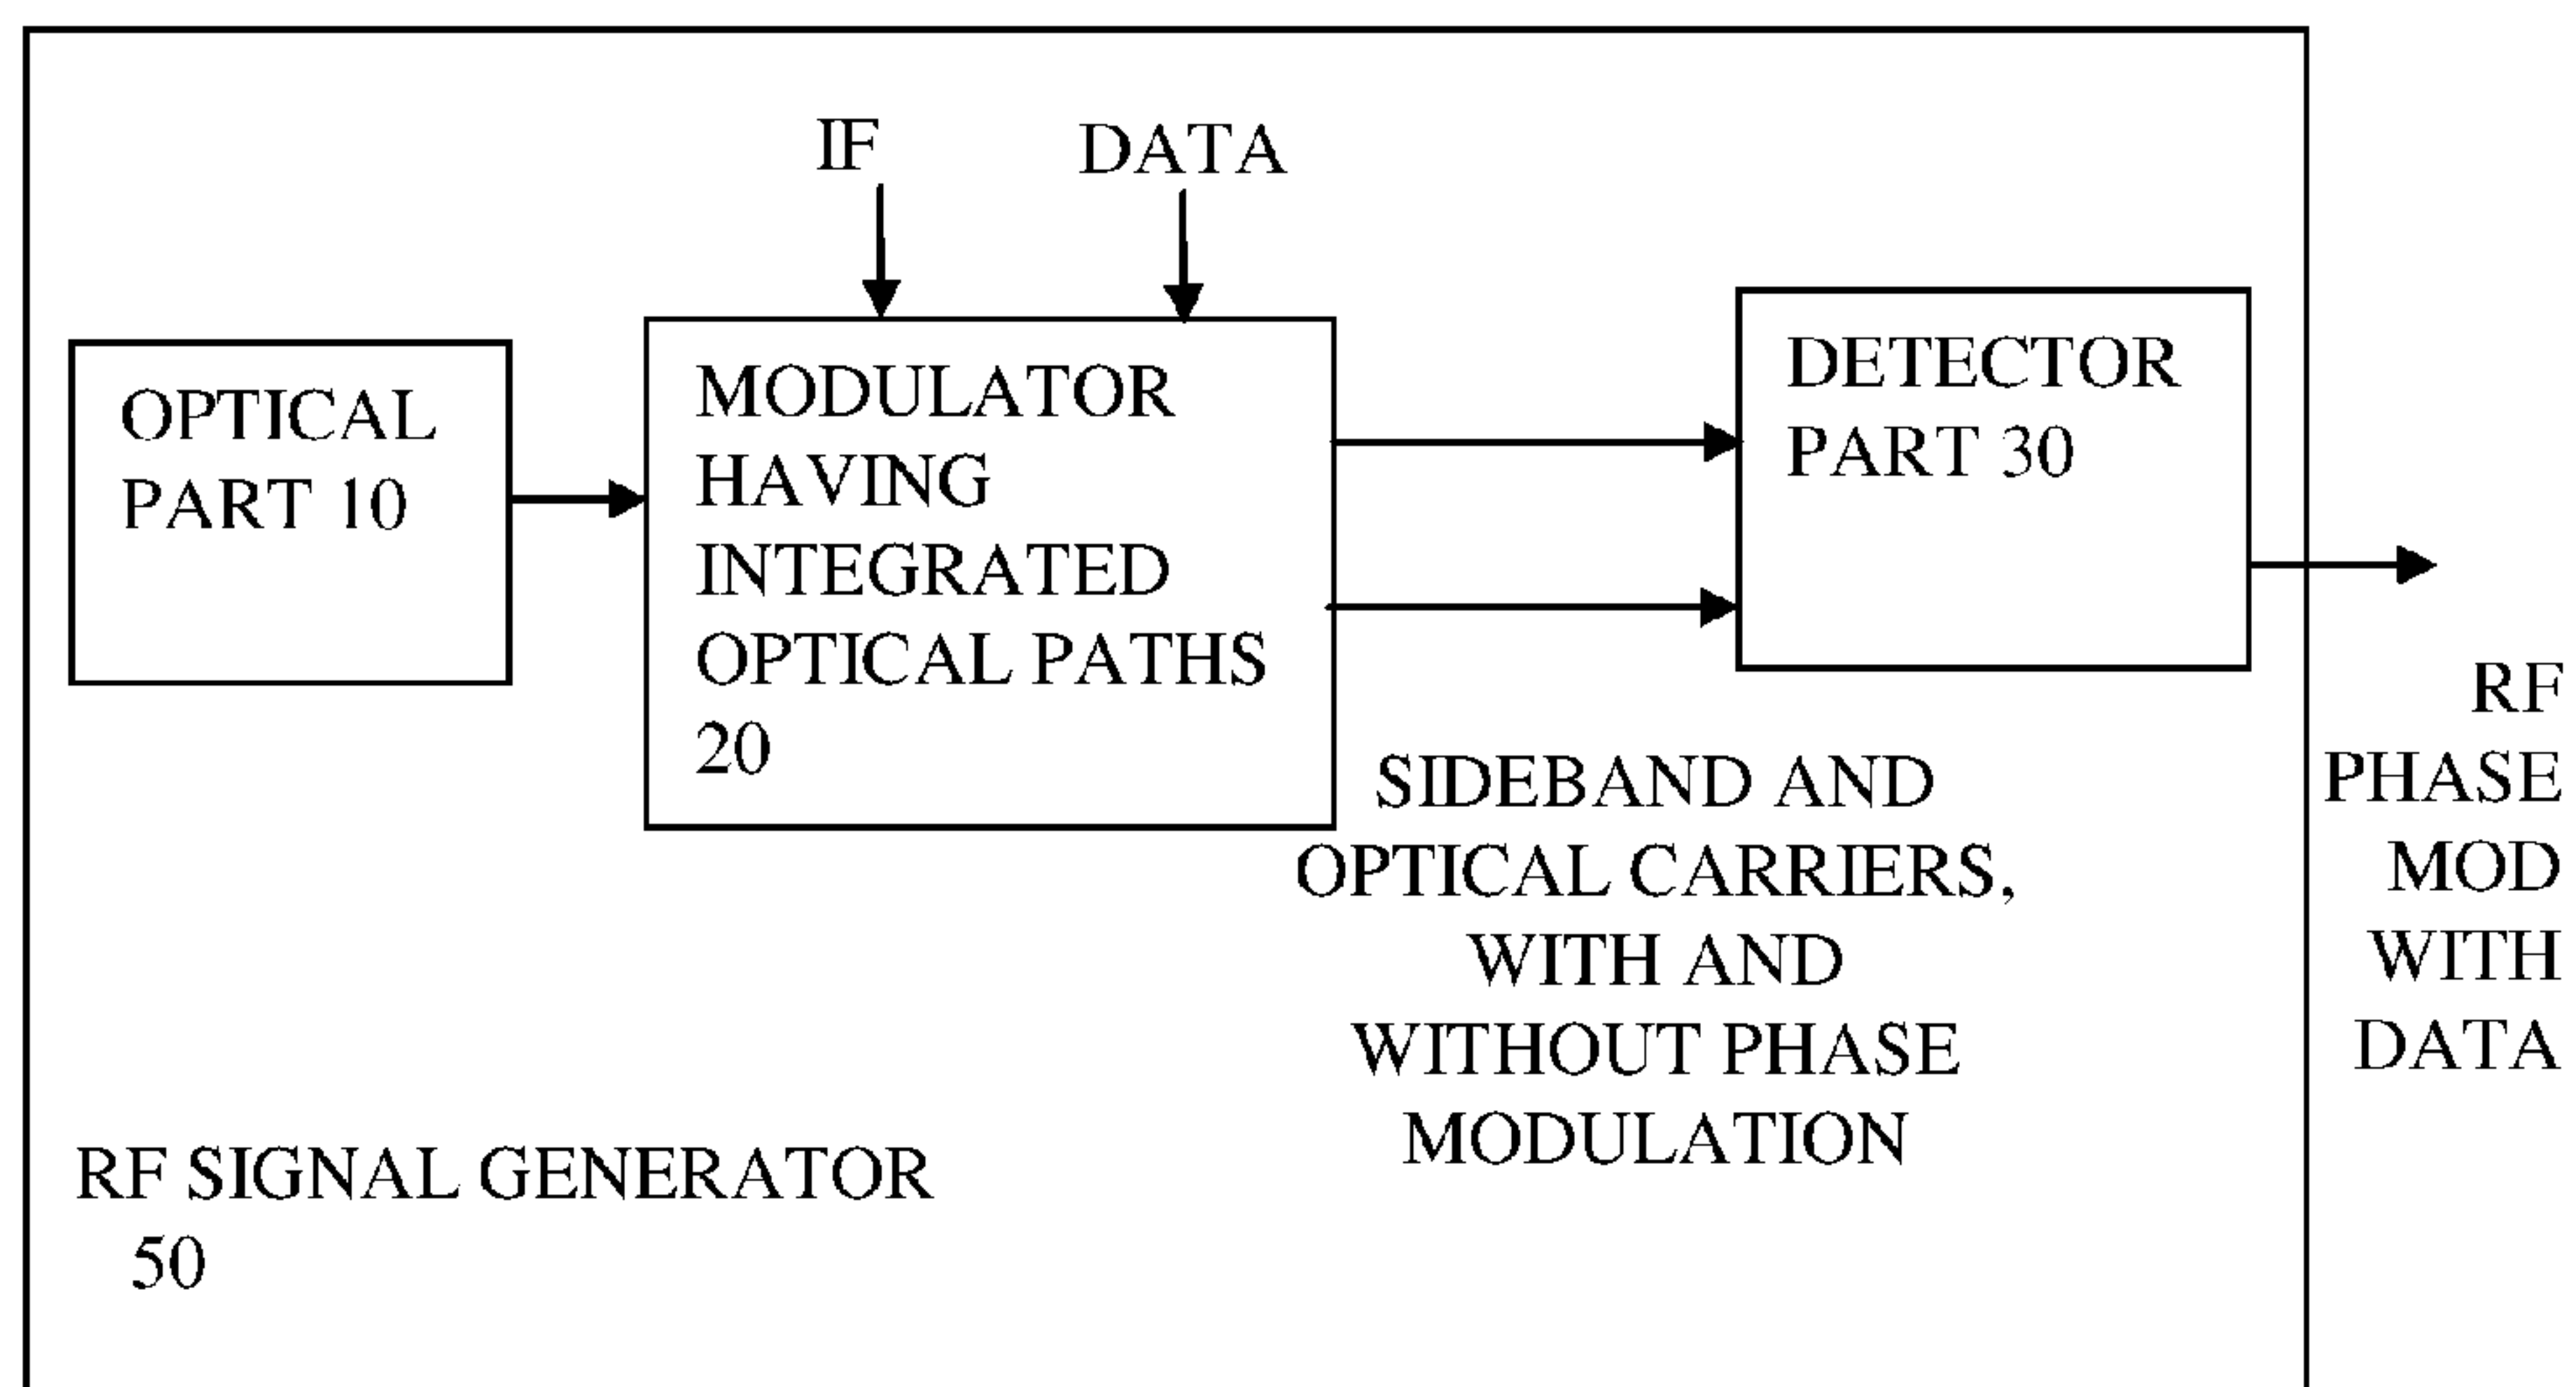 IF
DATA
OPTICAL
PART 10
MODULATOR
HAVING
INTEGRATED
OPTICAL PATHS
20
DETECTOR
PART 30
SIDEBAND AND
OPTICAL CARRIERS,
WITH AND
WITHOUT PHASE
MODULATION
RF
PHASE
MOD
WITH
DATA
RF SIGNAL GENERATOR
50